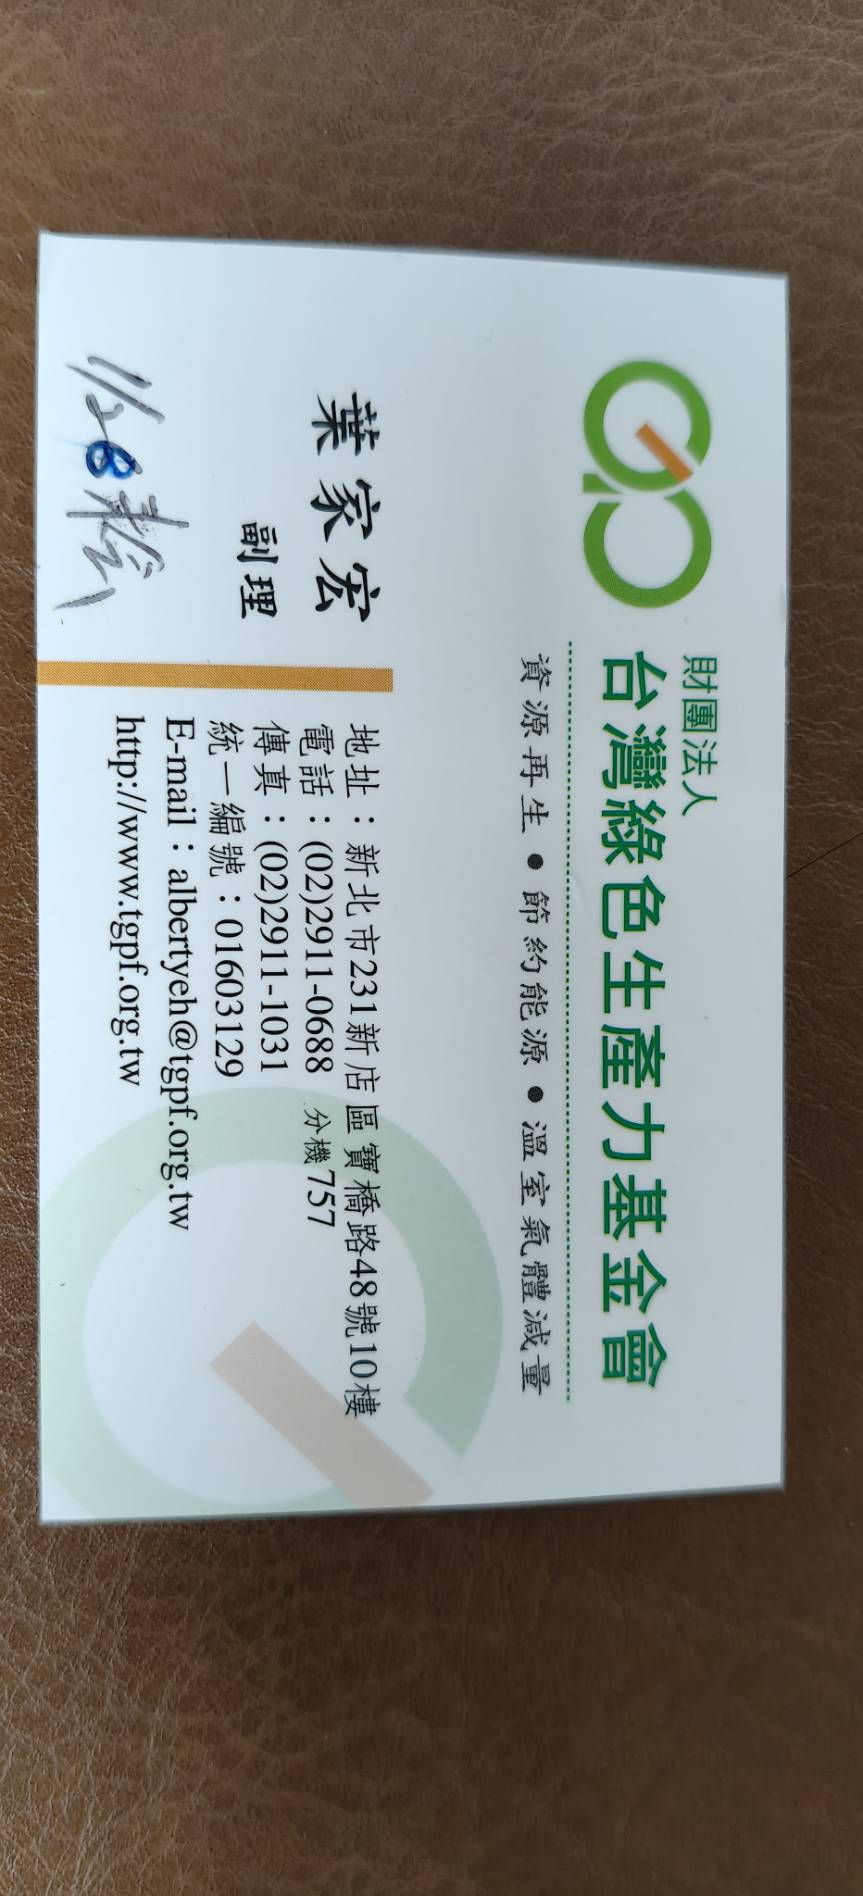 財團法人
台灣綠色生產力基金會
資源再生●節約能源●溫室氣體減量
葉家宏
副理
地址：新北市231新店區寶橋路48號10樓
電話：(02)2911-0688 分機757
傳真：(02)2911-1031
統一編號：01603129
E-mail：albertyeh@tgpf.org.tw
http://www.tgpf.org.tw